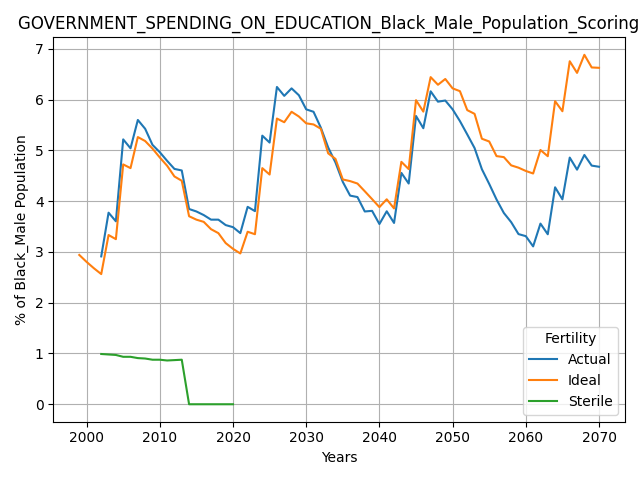 GOVERNMENT_SPENDING_ON_EDUCATION_Black_Male_Population_Scoring
% of Black_Male Population
7
6
5
4
3
2
1
0
2000 2010 2020 2030 2040 2050 2060 2070
Years
Fertility
Actual
Ideal
Sterile